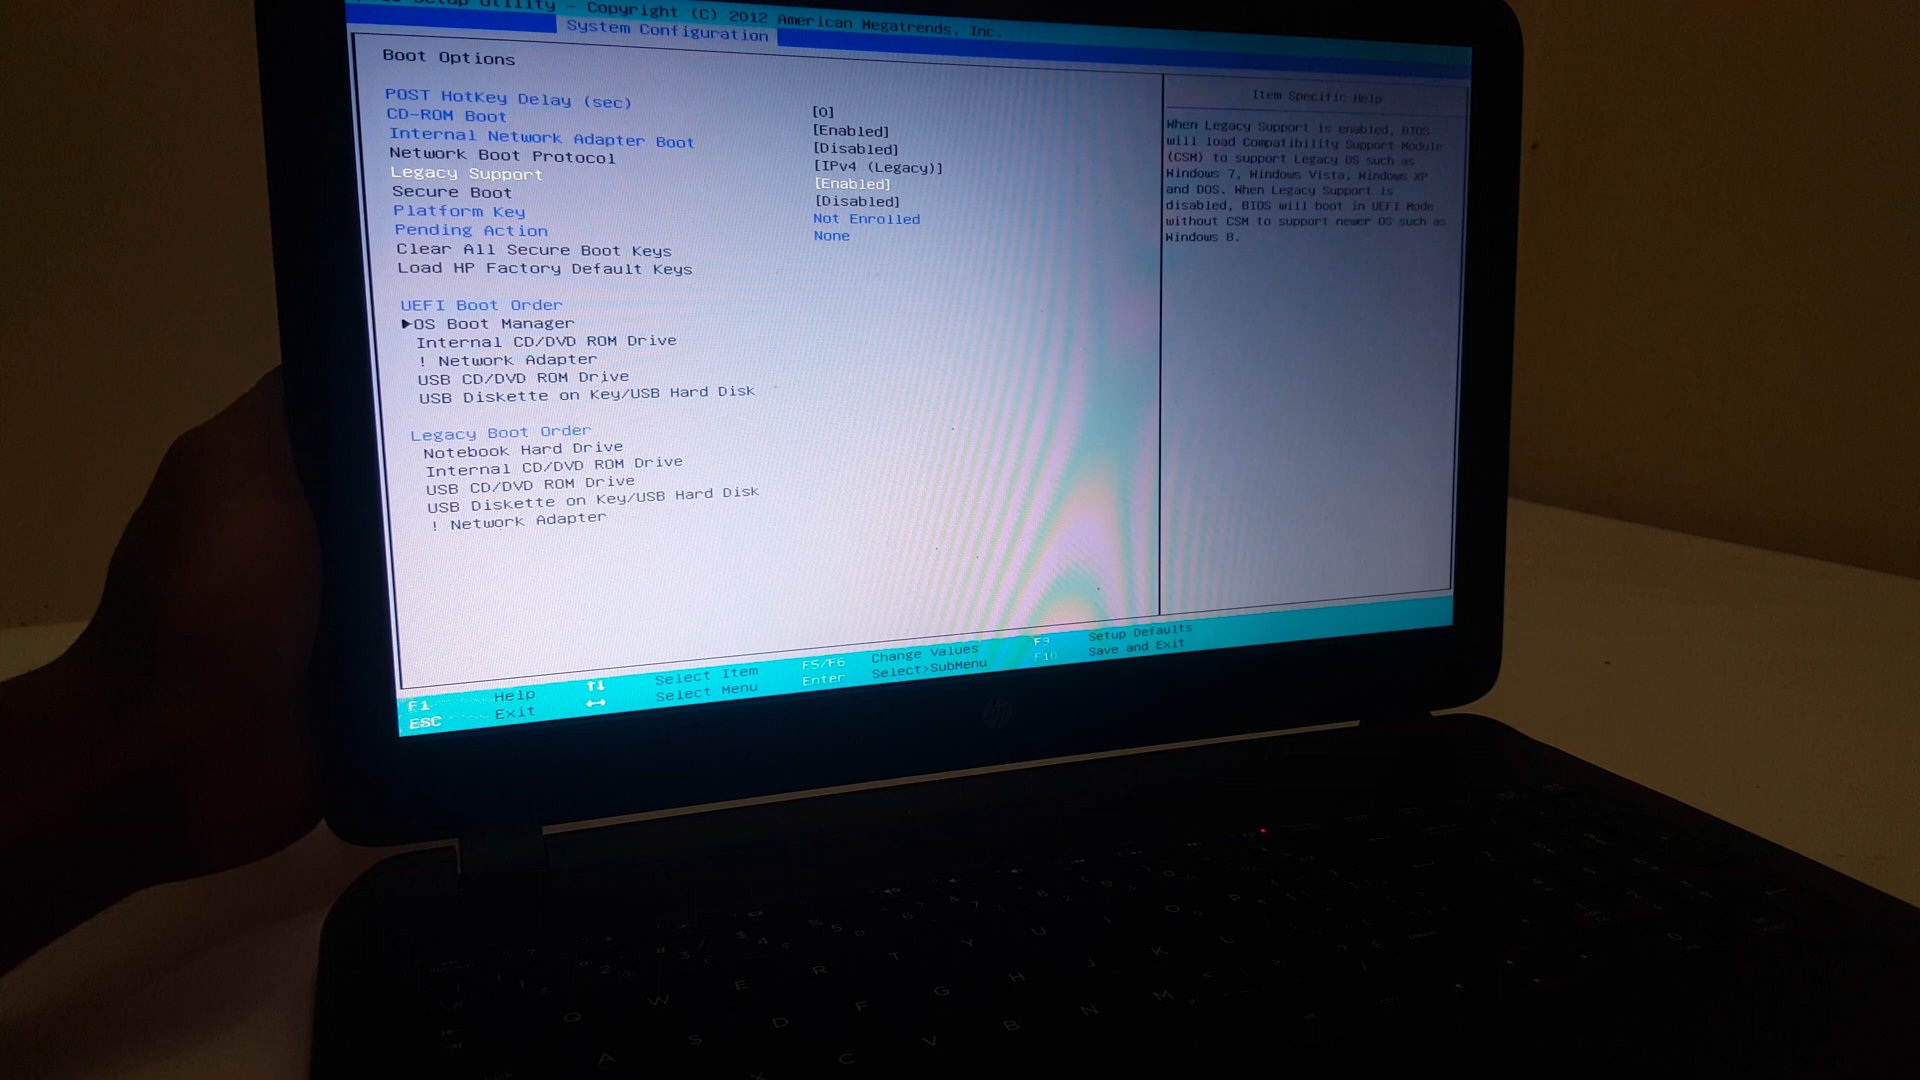 Setup Utility - Copyright (C) 2012 American Megatrends, Inc.
System Configuration
Boot Options
Item Specific Help
POST HotKey Delay (sec) [0]
CD-ROM Boot [Enabled]
Internal Network Adapter Boot [Disabled]
Network Boot Protocol [IPv4 (Legacy)]
Legacy Support [Enabled]
Secure Boot [Disabled]
Platform Key Not Enrolled
Pending Action None
Clear All Secure Boot Keys
Load HP Factory Default Keys
UEFI Boot Order
▶OS Boot Manager
Internal CD/DVD ROM Drive
! Network Adapter
USB CD/DVD ROM Drive
USB Diskette on Key/USB Hard Disk
Legacy Boot Order
Notebook Hard Drive
Internal CD/DVD ROM Drive
USB CD/DVD ROM Drive
USB Diskette on Key/USB Hard Disk
! Network Adapter
When Legacy Support is enabled, BIOS
will load Compatibility Support Module
(CSM) to support Legacy OS such as
Windows 7, Windows Vista, Windows XP
and DOS. When Legacy Support is
disabled, BIOS will boot in UEFI Mode
without CSM to support newer OS such as
Windows 8.
F1 Help ↑↓ Select Item F5/F6 Change Values F9 Setup Defaults
ESC Exit ↔ Select Menu Enter Select>SubMenu F10 Save and Exit
hp
Q W E R T Y U I O P
A S D F G H J K L
C V B N M